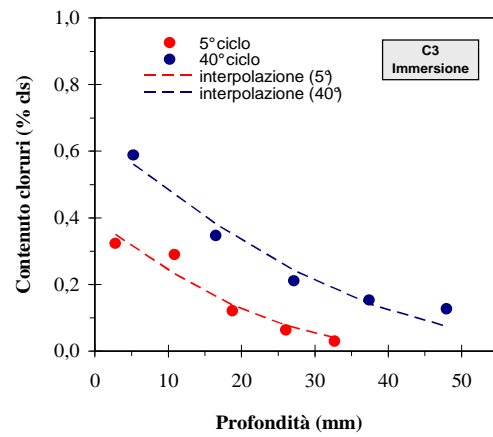 1,0
0,8
0,6
0,4
0,2
0,0
Contenuto cloruri (% cls)
5° ciclo
40° ciclo
interpolazione (5°)
interpolazione (40°)
C3
Immersione
0 10 20 30 40 50
Profondità (mm)